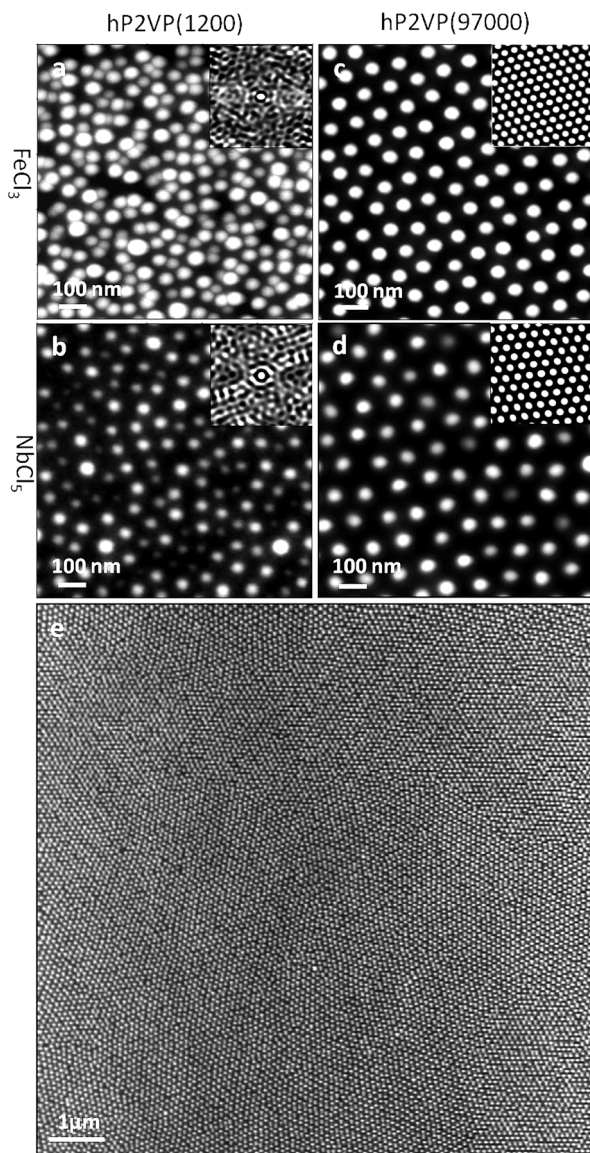 hP2VP(1200)
hP2VP(97000)
FeCl₃
a
100 nm
c
100 nm
NbCl₅
b
100 nm
d
100 nm
e
1μm